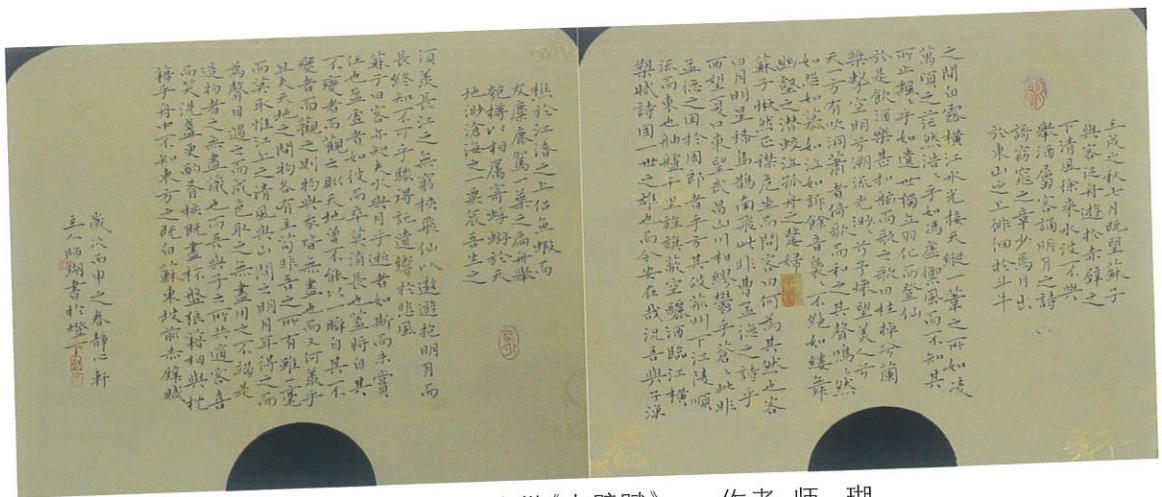 壬戌之秋七月既望蘇子
與客泛舟遊於赤壁之
下清風徐來水波不興
舉酒屬客誦明月之詩
謌窈窕之章少焉月出
於東山之上徘徊於斗牛
之間白露橫江水光接天縱一葦之所如凌
萬頃之茫然浩浩乎如馮虛御風而不知其
所止飄飄乎如遺世獨立羽化而登仙
於是飲酒樂甚扣舷而歌之歌曰桂棹兮蘭
槳擊空明兮溯流光渺渺兮予懷望美人兮
天一方有吹洞簫者倚歌而和之其聲嗚嗚然
如怨如慕如泣如訴餘音裊裊不絕如縷舞
幽壑之潛蛟泣孤舟之嫠婦
蘇子愀然正襟危坐而問客曰何為其然也客
曰月明星稀烏鵲南飛此非曹孟德之詩乎
西望夏口東望武昌山川相繆鬱乎蒼蒼此非
孟德之困於周郎者乎方其破荊州下江陵順
流而東也舳艫千里旌旗蔽空釃酒臨江橫
槊賦詩固一世之雄也而今安在哉況吾與子漁
樵於江渚之上侶魚蝦而
友麋鹿駕一葉之扁舟舉
匏樽以相屬寄蜉蝣於天
地渺滄海之一粟哀吾生之
須羨長江之無窮挾飛仙以遨遊抱明月而
長終知不可乎驟得託遺響於悲風
蘇子曰客亦知夫水與月乎逝者如斯而未嘗
往也盈虛者如彼而卒莫消長也蓋將自其
不變者而觀之耶天地曾不能以一瞬自其不
變者而觀之則物與我皆無盡也而又何羨乎
且夫天地之間物各有主苟非吾之所有雖一毫
而莫取惟江上之清風與山間之明月耳得之而
為聲目遇之而成色取之無盡用之不竭是
造物者之無盡藏也而吾與子之所共適客喜
而笑洗盞更酌肴核既盡杯盤狼籍相與枕
籍乎舟中不知東方之既白蘇東坡前赤壁賦
歲次丙申之春靜心軒
主人師瑚書於燈下
《赤壁赋》 作者 师 瑚